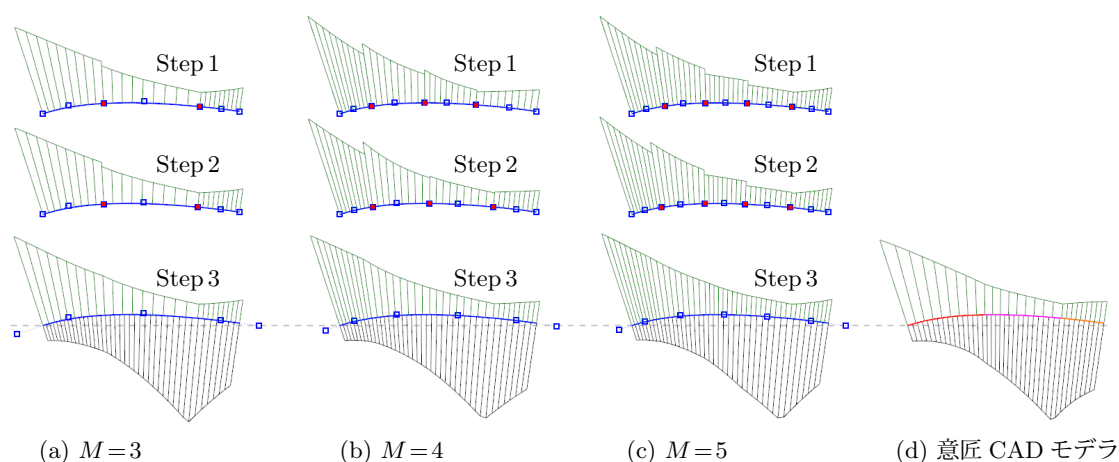 Step 1
Step 1
Step 1
Step 2
Step 2
Step 2
Step 3
Step 3
Step 3
(a) M=3
(b) M=4
(c) M=5
(d) 意匠 CAD モデラ